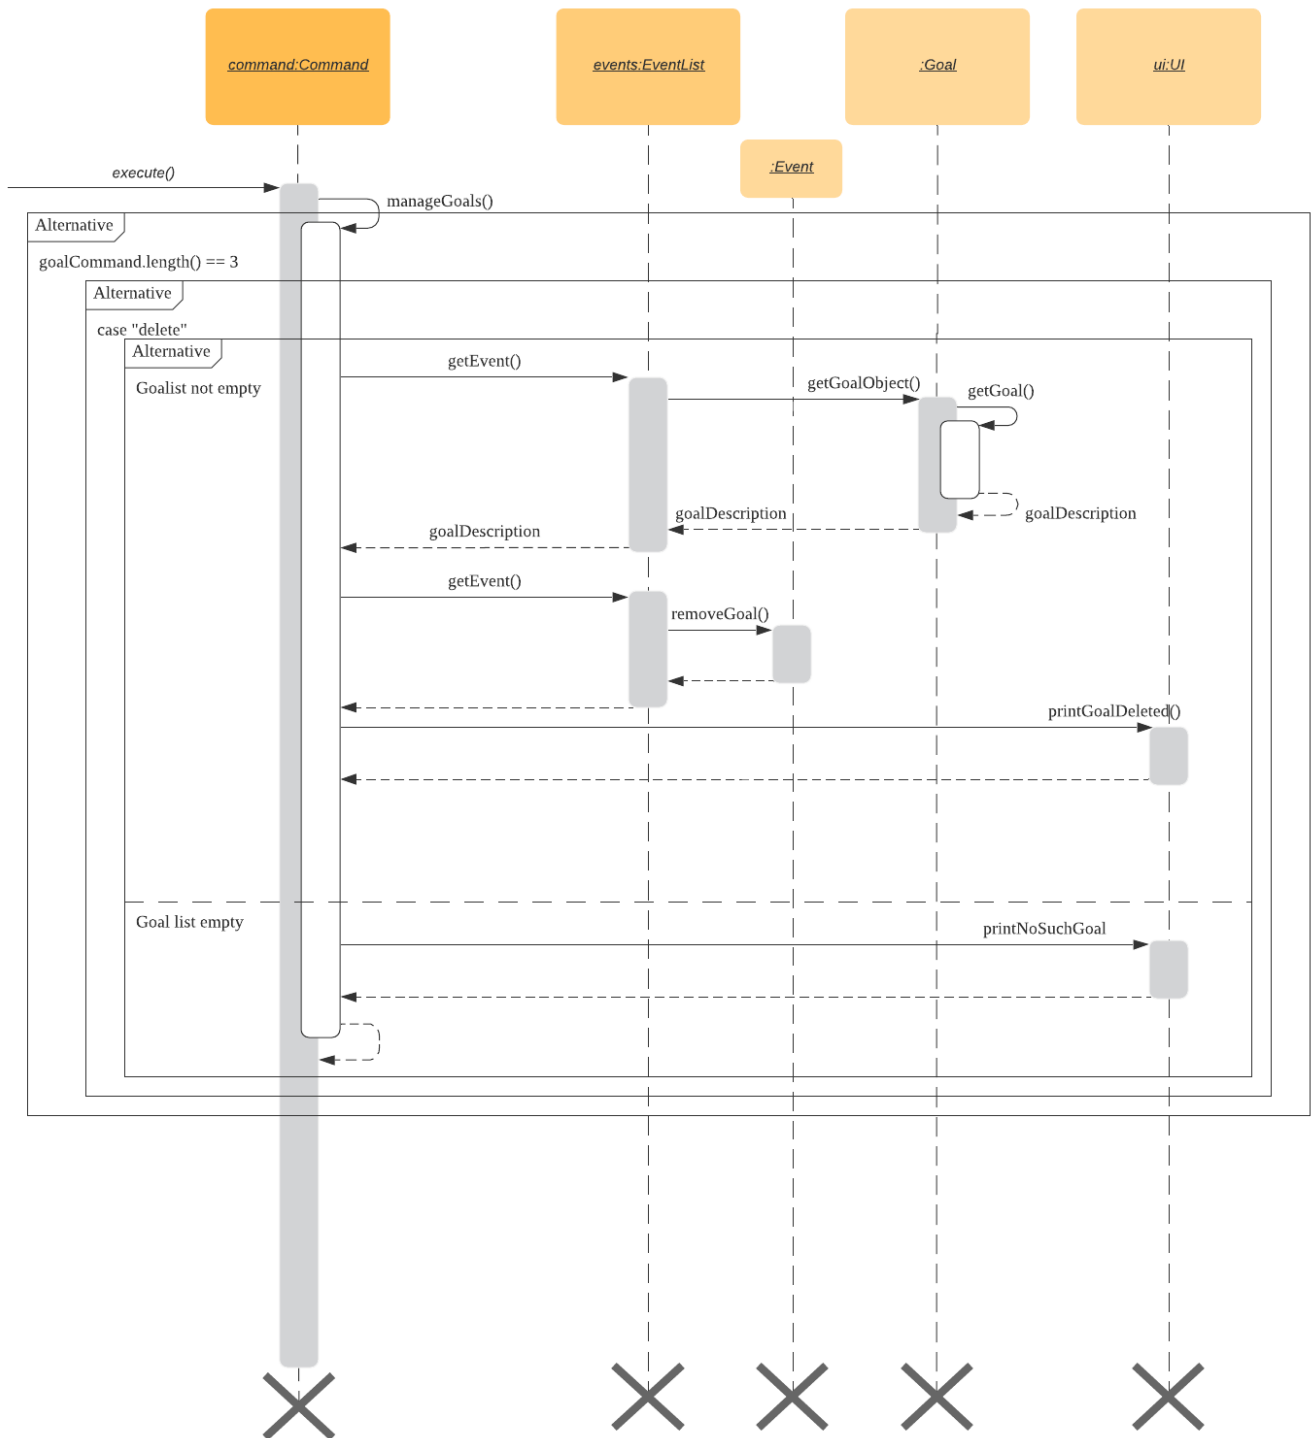 command:Command
events:EventList
:Goal
ui:UI
:Event
execute()
manageGoals()
Alternative
goalCommand.length() == 3
Alternative
case "delete"
Alternative
Goalist not empty
getEvent()
getGoalObject()
getGoal()
goalDescription
goalDescription
goalDescription
getEvent()
removeGoal()
printGoalDeleted()
Goal list empty
printNoSuchGoal